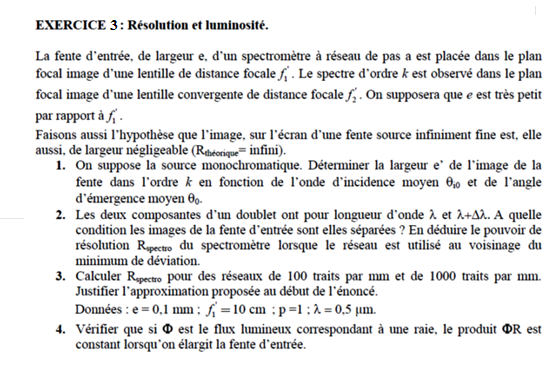 EXERCICE 3 : Résolution et luminosité.
La fente d'entrée, de largeur e, d'un spectromètre à réseau de pas a est placée dans le plan
focal image d'une lentille de distance focale f₁'. Le spectre d'ordre k est observé dans le plan
focal image d'une lentille convergente de distance focale f₂'. On supposera que e est très petit
par rapport à f₁'.
Faisons aussi l'hypothèse que l'image, sur l'écran d'une fente source infiniment fine est, elle
aussi, de largeur négligeable (Rthéorique= infini).
1. On suppose la source monochromatique. Déterminer la largeur e' de l'image de la
fente dans l'ordre k en fonction de l'onde d'incidence moyen θi0 et de l'angle
d'émergence moyen θ0.
2. Les deux composantes d'un doublet ont pour longueur d'onde λ et λ+Δλ. A quelle
condition les images de la fente d'entrée sont elles séparées ? En déduire le pouvoir de
résolution Rspectro du spectromètre lorsque le réseau est utilisé au voisinage du
minimum de déviation.
3. Calculer Rspectro pour des réseaux de 100 traits par mm et de 1000 traits par mm.
Justifier l'approximation proposée au début de l'énoncé.
Données : e = 0,1 mm ; f₁' = 10 cm ; p =1 ; λ = 0,5 µm.
4. Vérifier que si Φ est le flux lumineux correspondant à une raie, le produit ΦR est
constant lorsqu'on élargit la fente d'entrée.